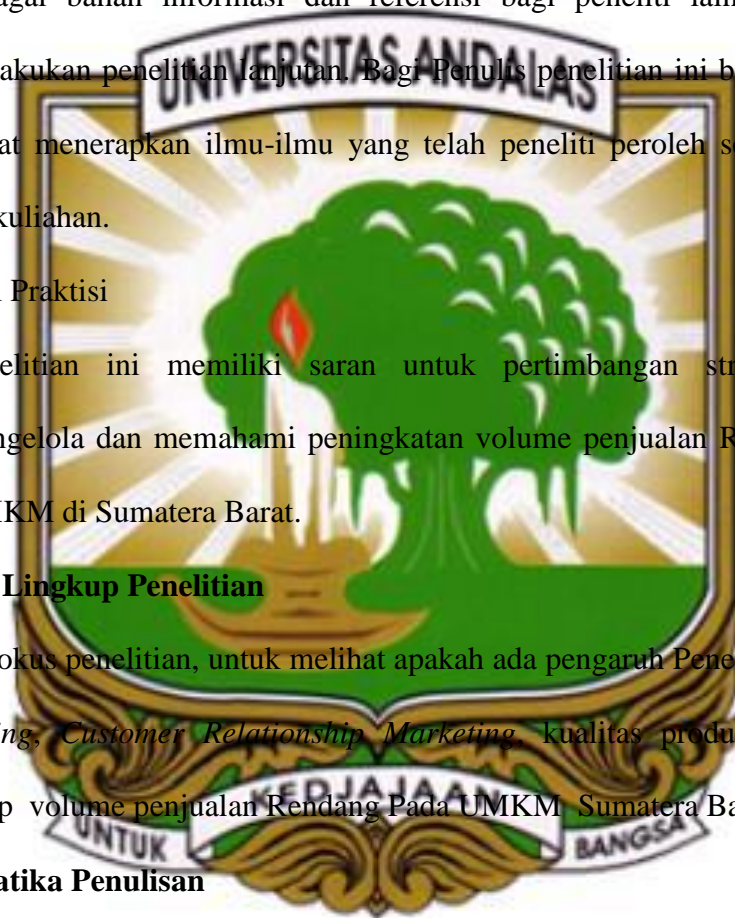 bahan informasi dan referensi bagi peneliti lain
UNIVERSITAS ANDALAS
akukan penelitian lanjutan. Bagi Penulis penelitian ini b
at menerapkan ilmu-ilmu yang telah peneliti peroleh s
kuliahan.
Praktisi
elitian ini memiliki saran untuk pertimbangan str
ngelola dan memahami peningkatan volume penjualan R
MKM di Sumatera Barat.
Lingkup Penelitian
okus penelitian, untuk melihat apakah ada pengaruh Pene
ing, Customer Relationship Marketing, kualitas produ
p volume penjualan Rendang Pada UMKM Sumatera Ba
UNTUK KEDJAJAAN BANGSA
atika Penulisan